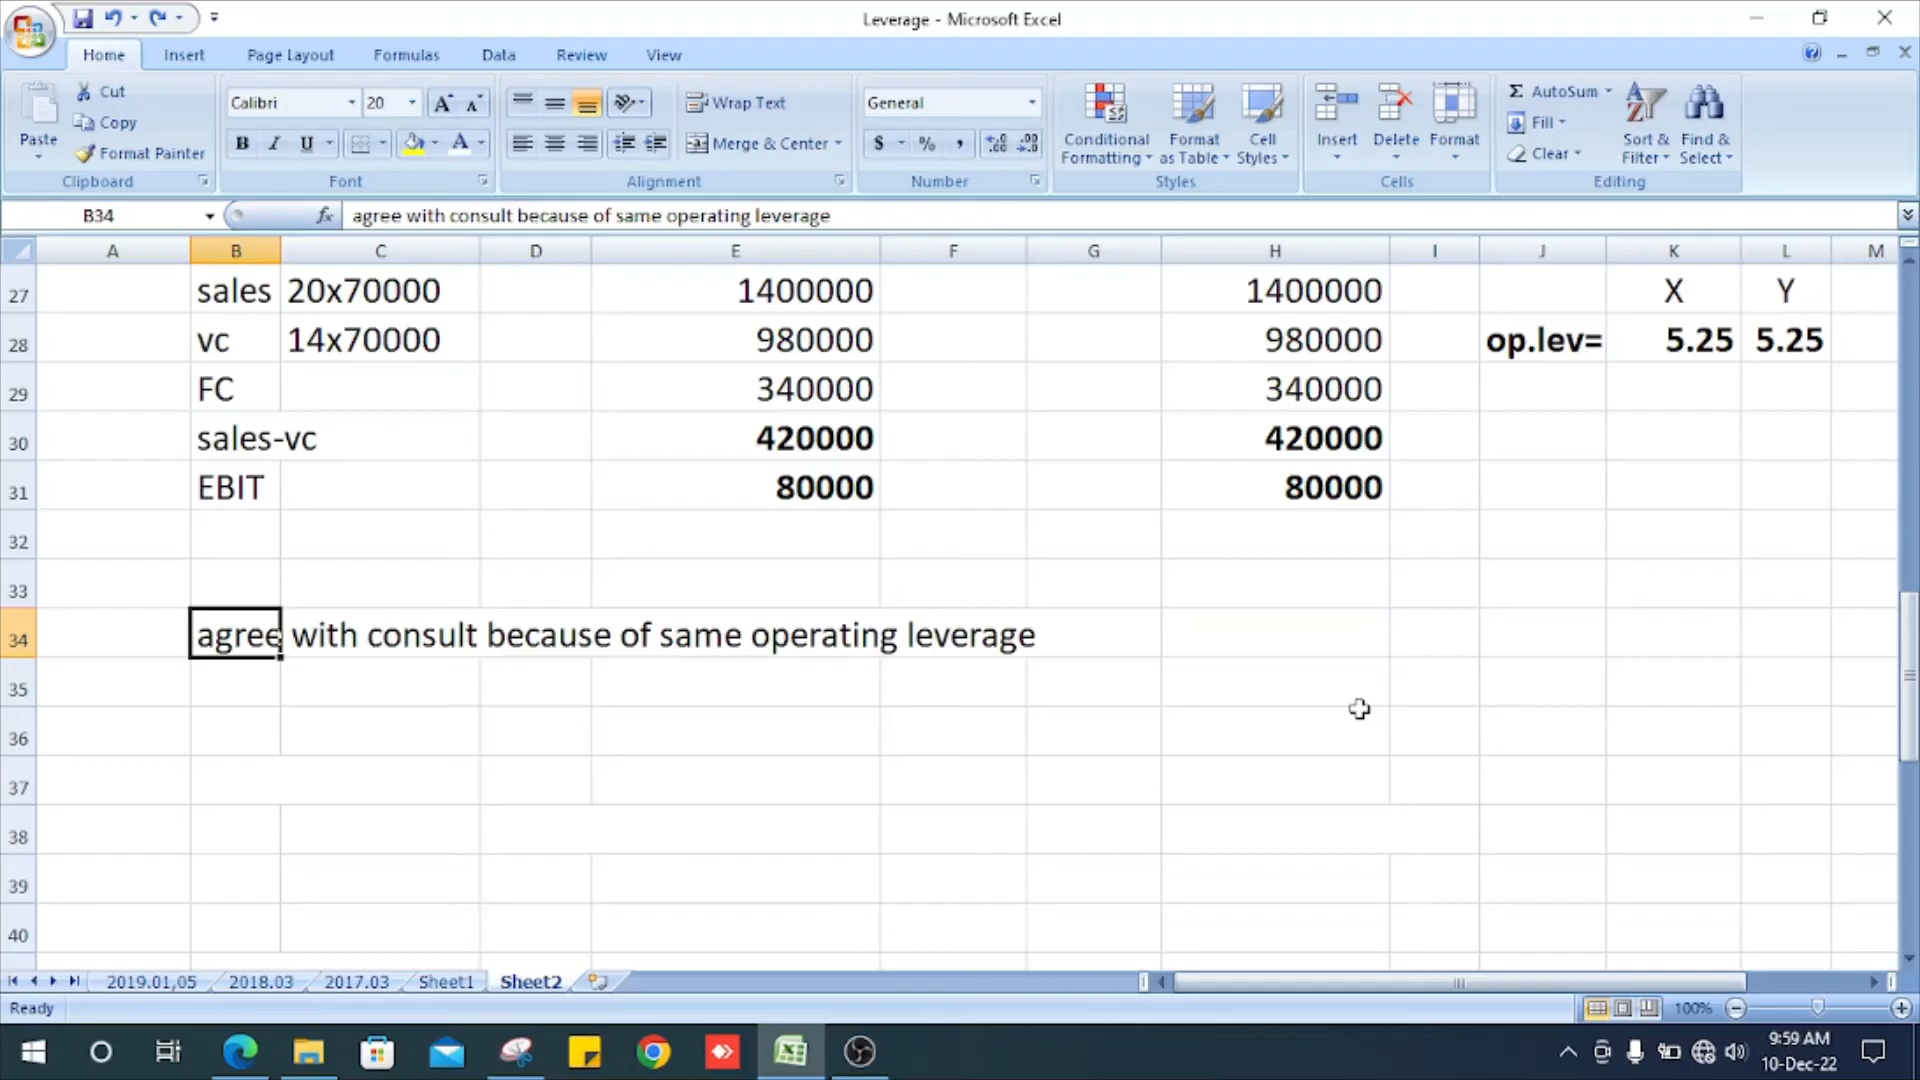 Leverage - Microsoft Excel
Home Insert Page Layout Formulas Data Review View
Paste
Cut
Copy
Format Painter
Clipboard
Calibri 20
B I U
Font
Wrap Text
Merge & Center
Alignment
General
$ % ,
Number
Conditional Formatting
Format as Table
Cell Styles
Styles
Insert
Delete
Format
Cells
Σ AutoSum
Fill
Clear
Sort & Filter
Find & Select
Editing
B34 fx agree with consult because of same operating leverage
A B C D E F G H I J K L M
27 sales 20x70000 1400000 1400000 X Y
28 vc 14x70000 980000 980000 op.lev= 5.25 5.25
29 FC 340000 340000
30 sales-vc 420000 420000
31 EBIT 80000 80000
32
33
34 agree with consult because of same operating leverage
35
36
37
38
39
40
2019.01,05 2018.03 2017.03 Sheet1 Sheet2
Ready 100%
9:59 AM
10-Dec-22